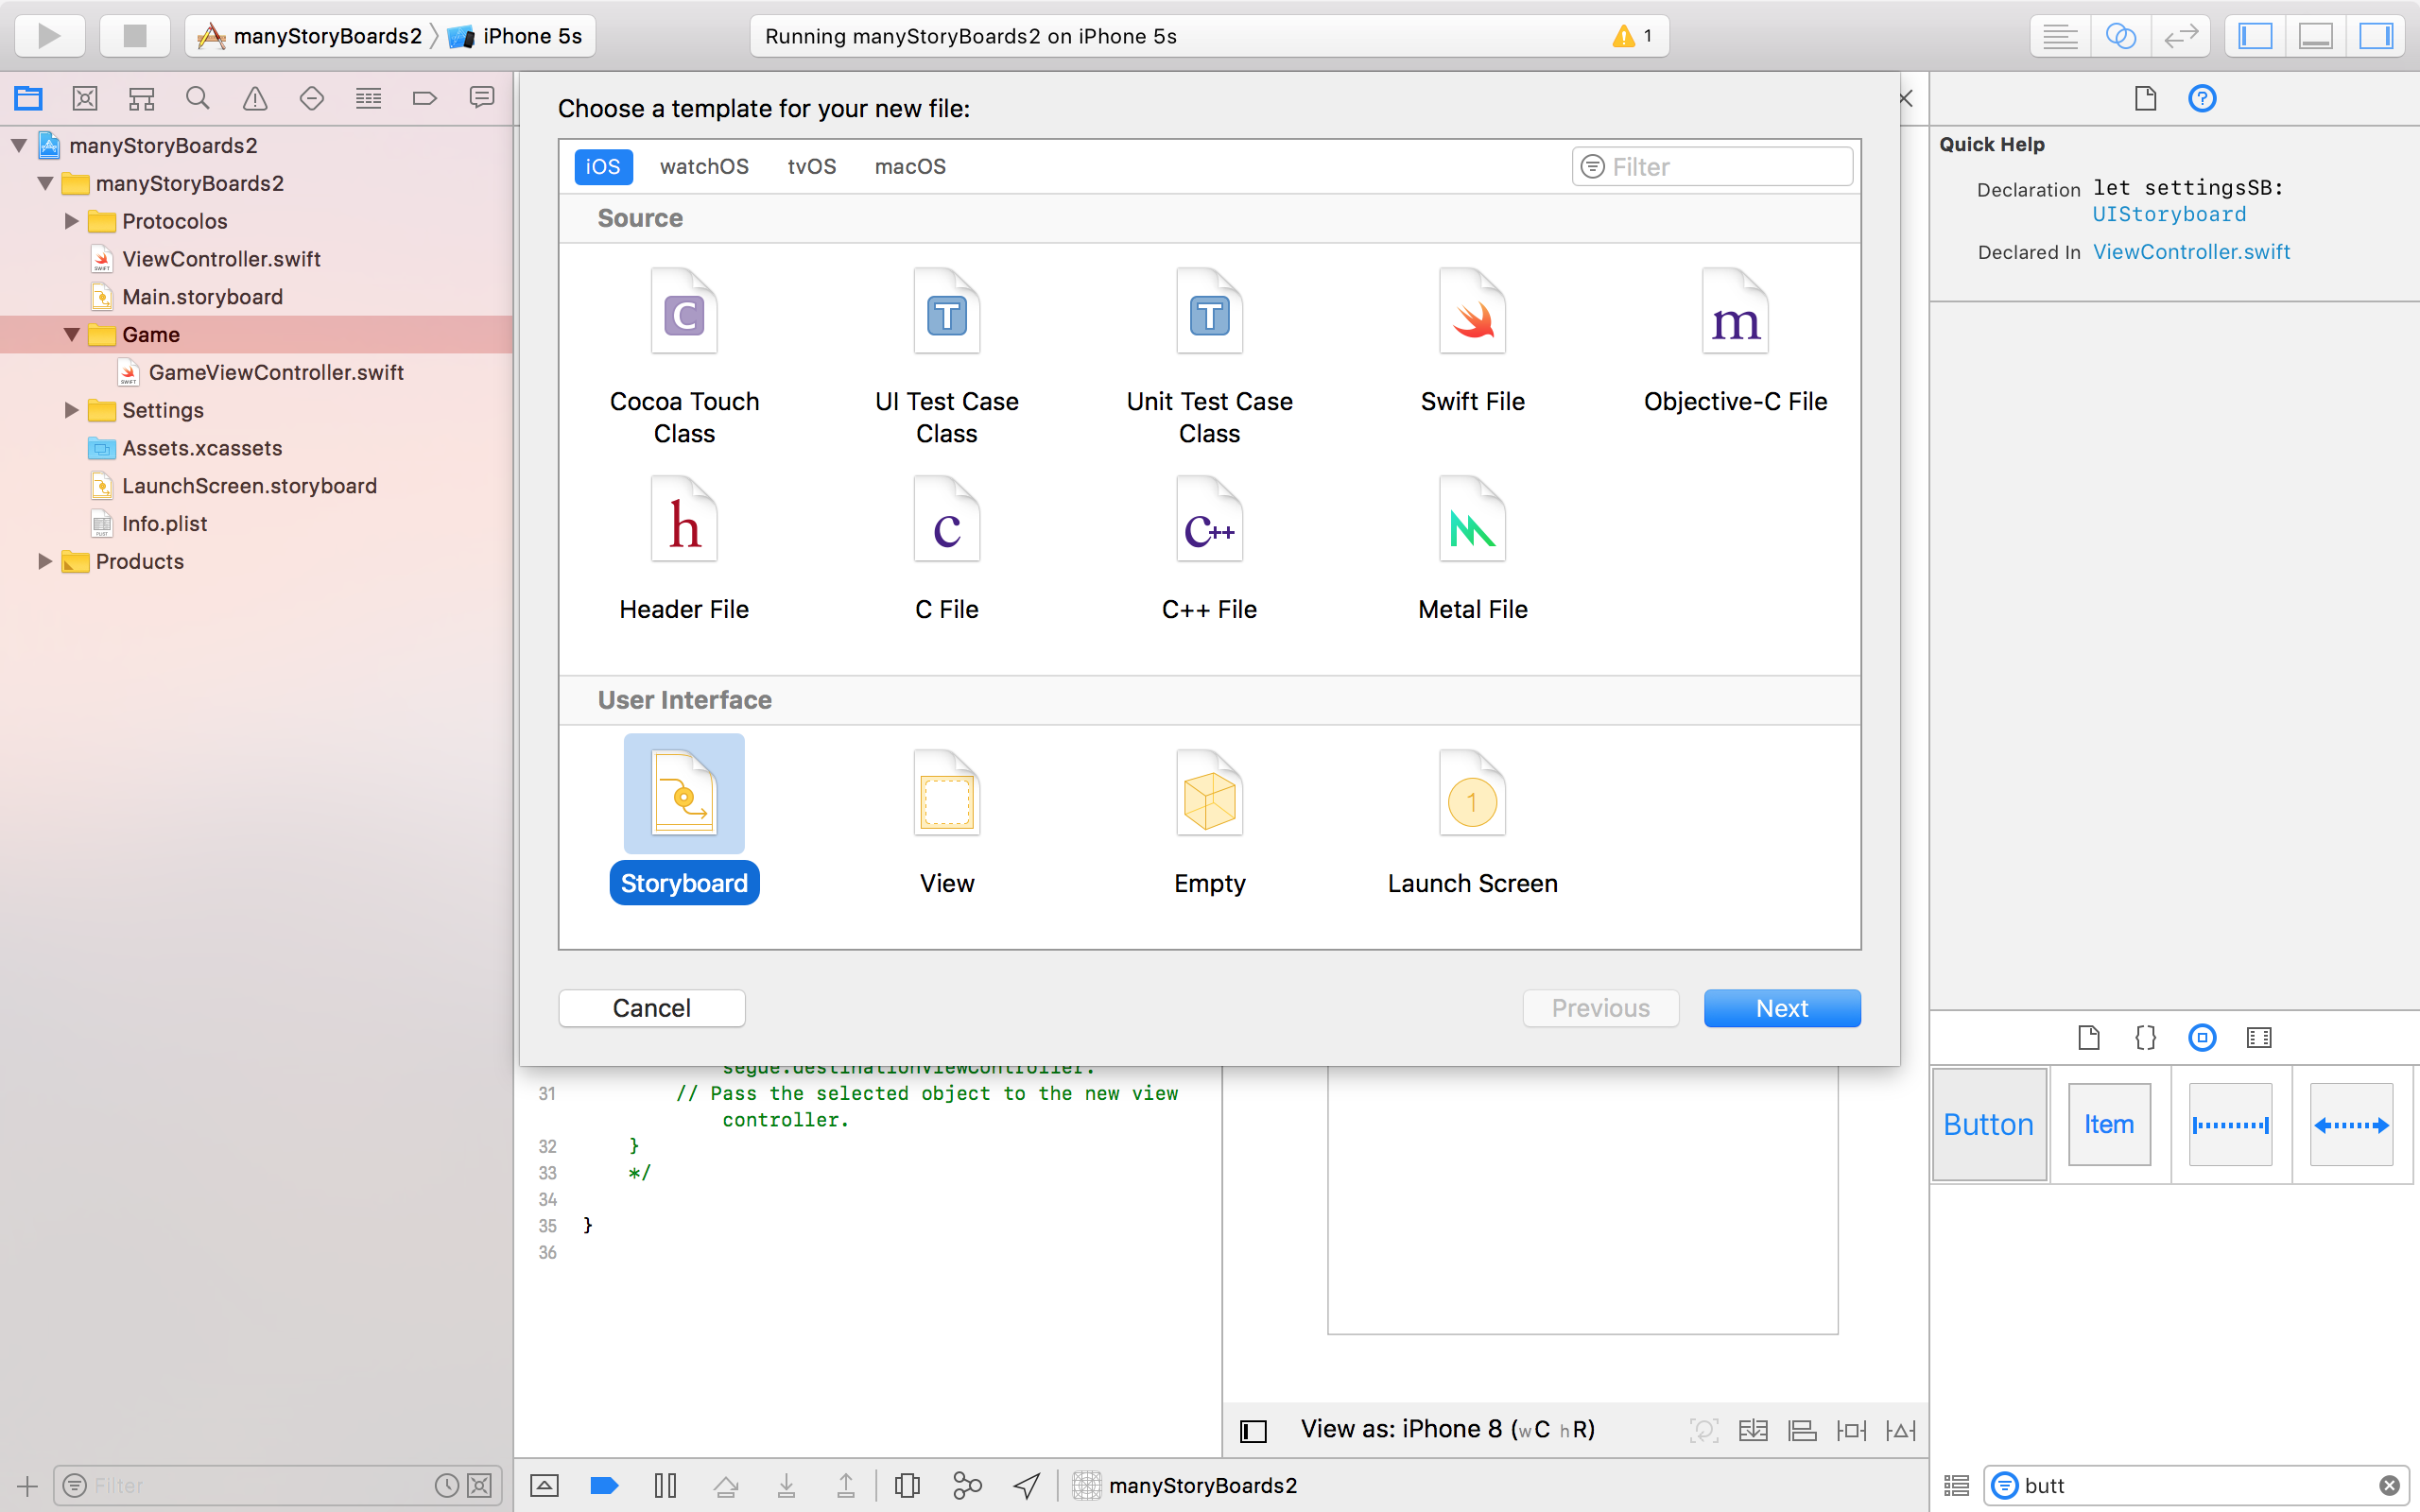 manyStoryBoards2 〉 iPhone 5s
Running manyStoryBoards2 on iPhone 5s
1
manyStoryBoards2
manyStoryBoards2
Protocolos
ViewController.swift
Main.storyboard
Game
GameViewController.swift
Settings
Assets.xcassets
LaunchScreen.storyboard
Info.plist
Products
Filter
Choose a template for your new file:
iOS watchOS tvOS macOS
Filter
Source
C
T
T
m
Cocoa Touch Class
UI Test Case Class
Unit Test Case Class
Swift File
Objective-C File
h
c
C++
Header File
C File
C++ File
Metal File
User Interface
1
Storyboard
View
Empty
Launch Screen
Cancel
Previous
Next
segue.destinationViewController.
31 // Pass the selected object to the new view
controller.
32 }
33 */
34
35 }
36
View as: iPhone 8 (wC hR)
manyStoryBoards2
Quick Help
Declaration let settingsSB:
UIStoryboard
Declared In ViewController.swift
{}
Button
Item
butt